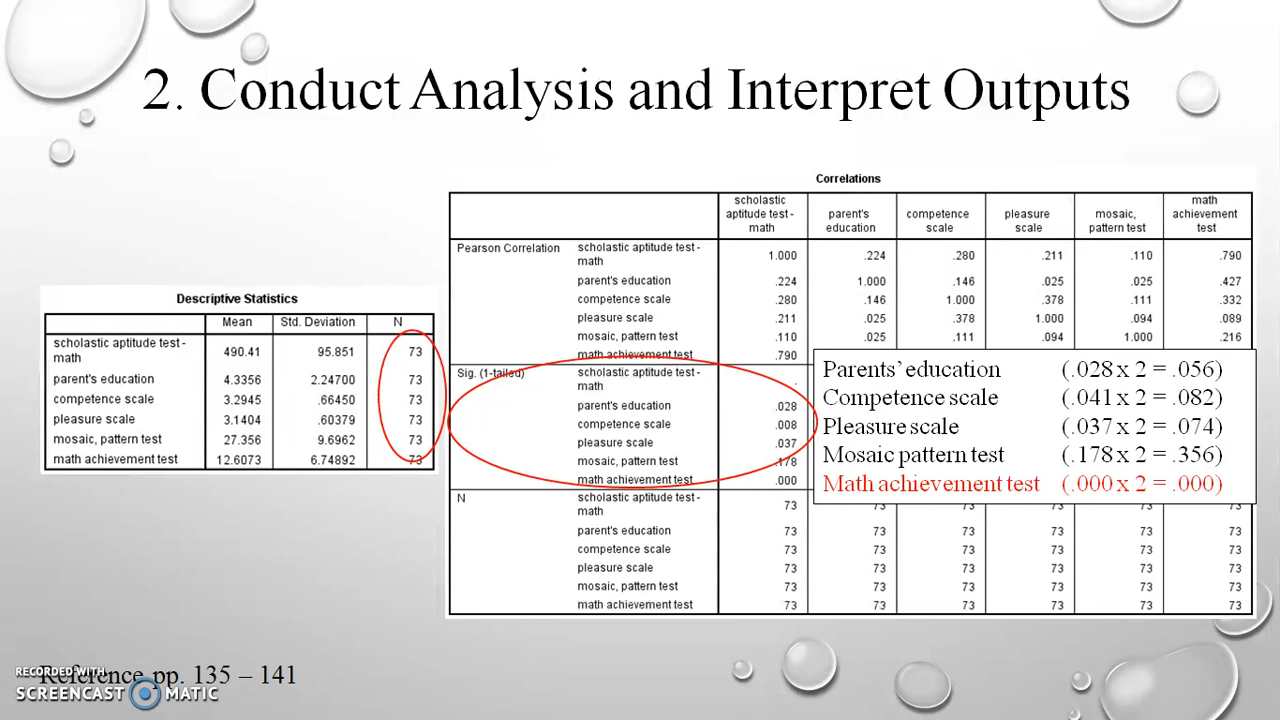 2. Conduct Analysis and Interpret Outputs
Descriptive Statistics
Mean Std. Deviation N
scholastic aptitude test - math 490.41 95.851 73
parent's education 4.3356 2.24700 73
competence scale 3.2945 .66450 73
pleasure scale 3.1404 .60379 73
mosaic, pattern test 27.356 9.6962 73
math achievement test 12.6073 6.74892 73
Correlations
scholastic aptitude test - math parent's education competence scale pleasure scale mosaic, pattern test math achievement test
Pearson Correlation scholastic aptitude test - math 1.000 .224 .280 .211 .110 .790
parent's education .224 1.000 .146 .025 .025 .427
competence scale .280 .146 1.000 .378 .111 .332
pleasure scale .211 .025 .378 1.000 .094 .089
mosaic, pattern test .110 .025 .111 .094 1.000 .216
math achievement test .790
Sig. (1-tailed) scholastic aptitude test - math .
parent's education .028
competence scale .008
pleasure scale .037
mosaic, pattern test .178
math achievement test .000
N scholastic aptitude test - math 73 73 73 73 73 73
parent's education 73 73 73 73 73 73
competence scale 73 73 73 73 73 73
pleasure scale 73 73 73 73 73 73
mosaic, pattern test 73 73 73 73 73 73
math achievement test 73 73 73 73 73 73
Parents' education (.028 x 2 = .056)
Competence scale (.041 x 2 = .082)
Pleasure scale (.037 x 2 = .074)
Mosaic pattern test (.178 x 2 = .356)
Math achievement test (.000 x 2 = .000)
Reference pp. 135 – 141
RECORDED WITH
SCREENCAST MATIC